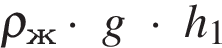 ρж · g · h1